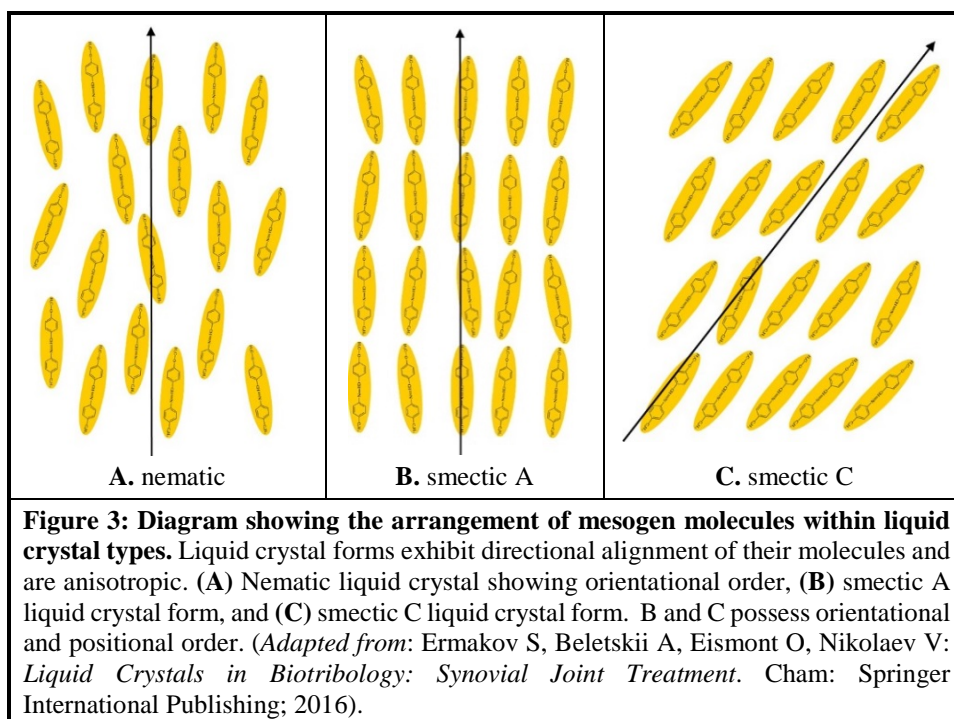 A. nematic
B. smectic A
C. smectic C
Figure 3: Diagram showing the arrangement of mesogen molecules within liquid
crystal types. Liquid crystal forms exhibit directional alignment of their molecules and
are anisotropic. (A) Nematic liquid crystal showing orientational order, (B) smectic A
liquid crystal form, and (C) smectic C liquid crystal form. B and C possess orientational
and positional order. (Adapted from: Ermakov S, Beletskii A, Eismont O, Nikolaev V:
Liquid Crystals in Biotribology: Synovial Joint Treatment. Cham: Springer
International Publishing; 2016).